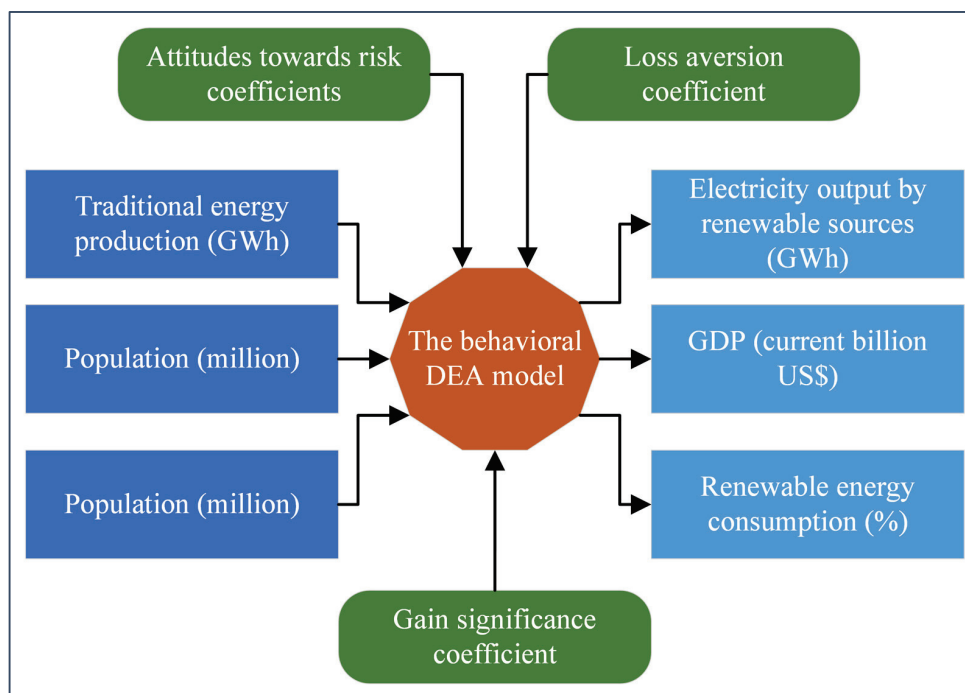 Attitudes towards risk
coefficients
Loss aversion
coefficient
Traditional energy
production (GWh)
Population (million)
Population (million)
The behavioral
DEA model
Electricity output by
renewable sources
(GWh)
GDP (current billion
US$)
Renewable energy
consumption (%)
Gain significance
coefficient